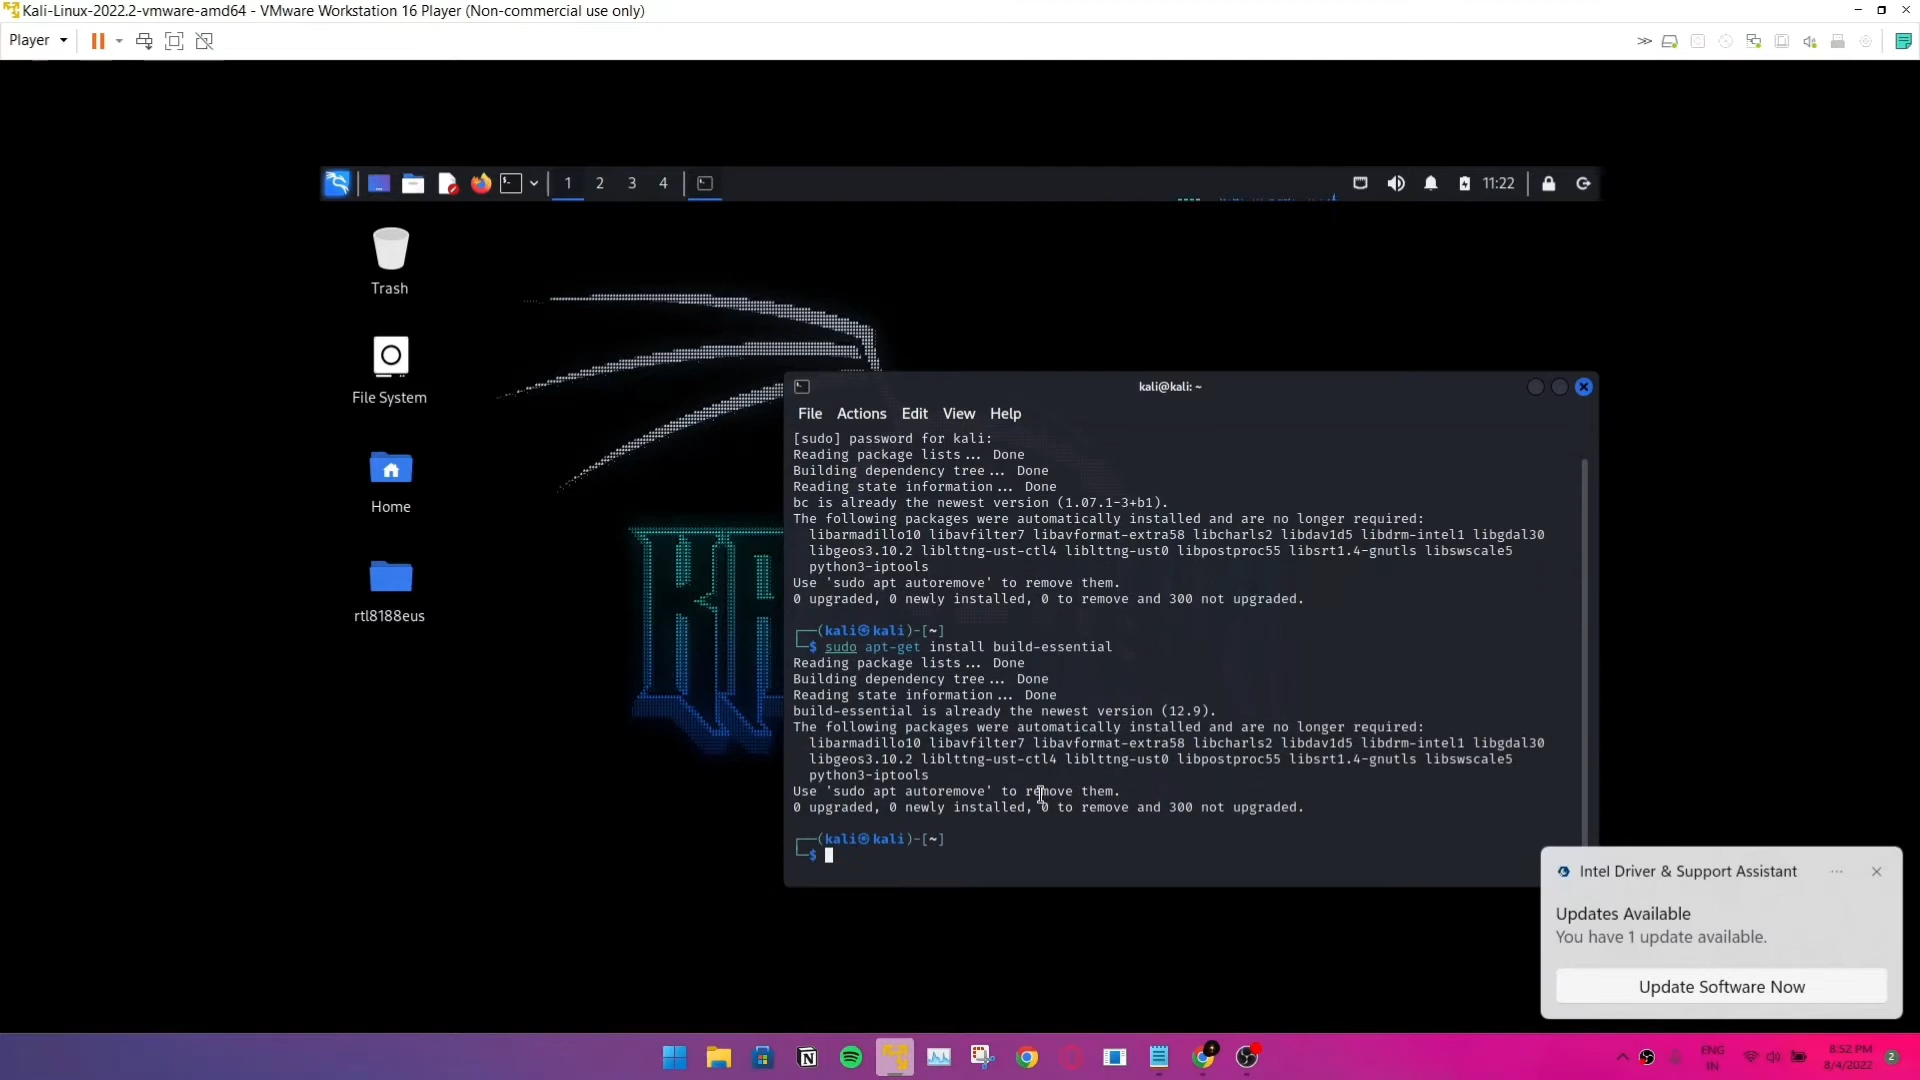 Kali-Linux-2022.2-vmware-amd64 - VMware Workstation 16 Player (Non-commercial use only)
Player
1 2 3 4
11:22
Trash
File System
Home
rtl8188eus
kali@kali: ~
File Actions Edit View Help
[sudo] password for kali:
Reading package lists... Done
Building dependency tree... Done
Reading state information... Done
bc is already the newest version (1.07.1-3+b1).
The following packages were automatically installed and are no longer required:
libarmadillo10 libavfilter7 libavformat-extra58 libcharls2 libdav1d5 libdrm-intel1 libgdal30
libgeos3.10.2 liblttng-ust-ctl4 liblttng-ust0 libpostproc55 libsrt1.4-gnutls libswscale5
python3-iptools
Use 'sudo apt autoremove' to remove them.
0 upgraded, 0 newly installed, 0 to remove and 300 not upgraded.
┌──(kali㉿kali)-[~]
└─$ sudo apt-get install build-essential
Reading package lists... Done
Building dependency tree... Done
Reading state information... Done
build-essential is already the newest version (12.9).
The following packages were automatically installed and are no longer required:
libarmadillo10 libavfilter7 libavformat-extra58 libcharls2 libdav1d5 libdrm-intel1 libgdal30
libgeos3.10.2 liblttng-ust-ctl4 liblttng-ust0 libpostproc55 libsrt1.4-gnutls libswscale5
python3-iptools
Use 'sudo apt autoremove' to remove them.
0 upgraded, 0 newly installed, 0 to remove and 300 not upgraded.
┌──(kali㉿kali)-[~]
└─$
Intel Driver & Support Assistant
Updates Available
You have 1 update available.
Update Software Now
ENG
IN
8:52 PM
8/4/2022
2